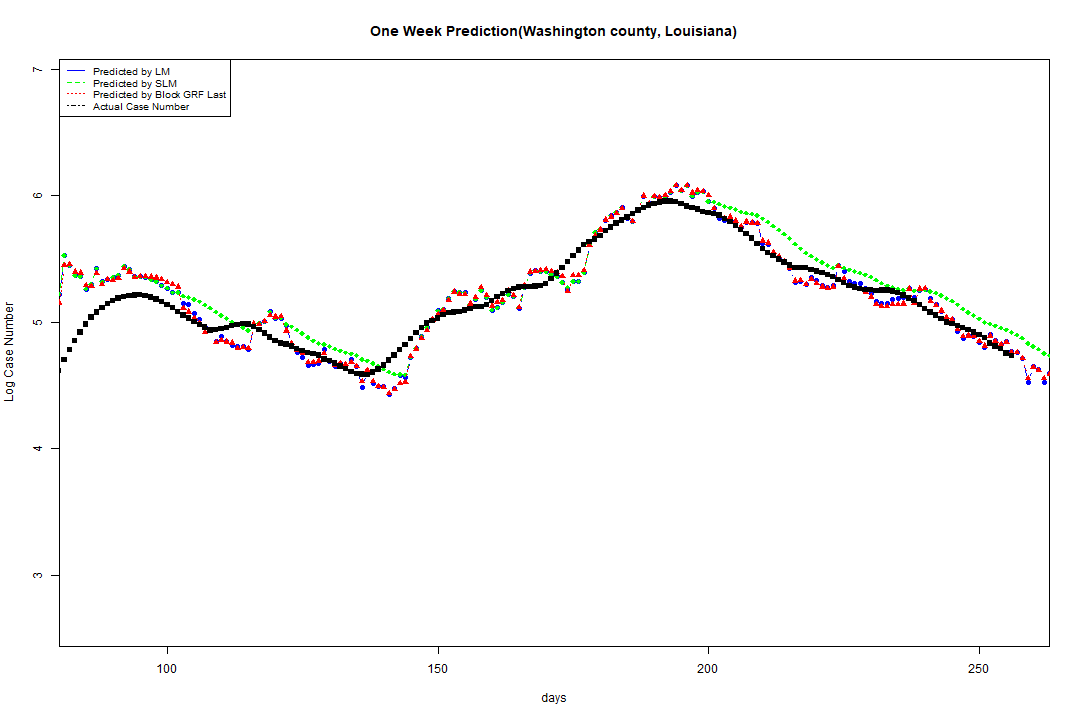 One Week Prediction(Washington county, Louisiana)
Predicted by LM
Predicted by SLM
Predicted by Block GRF Last
Actual Case Number
7
6
5
4
3
Log Case Number
100
150
200
250
days